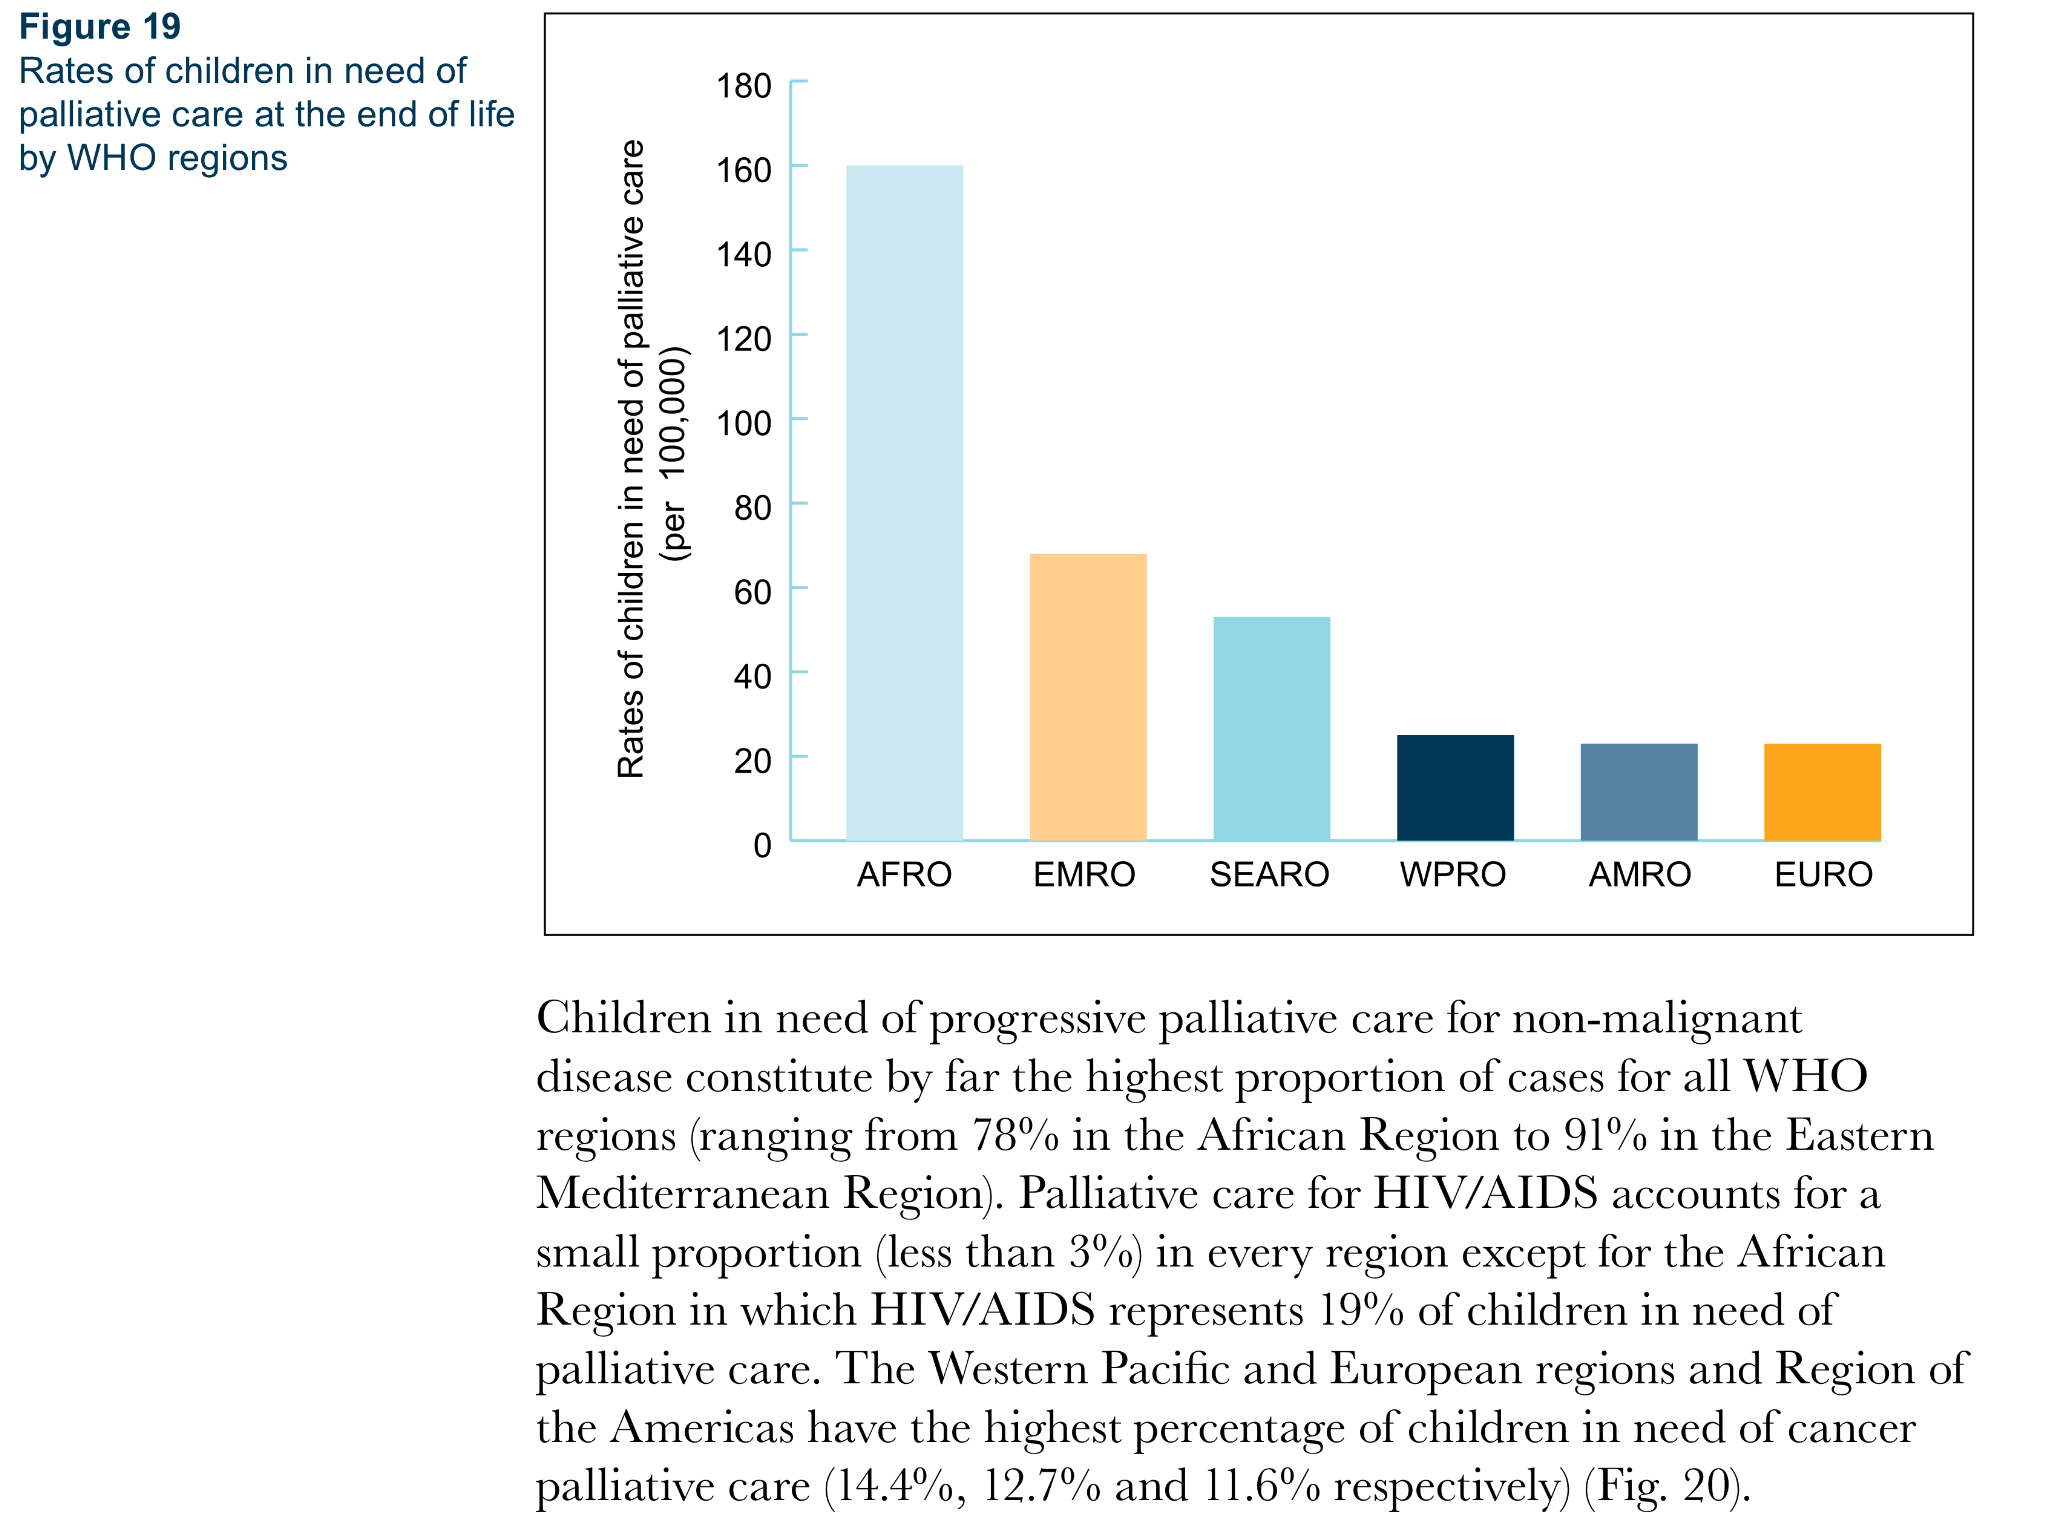 Figure 19
Rates of children in need of
palliative care at the end of life
by WHO regions
Rates of children in need of palliative care
(per 100,000)
180
160
140
120
100
80
60
40
20
0
AFRO EMRO SEARO WPRO AMRO EURO
Children in need of progressive palliative care for non-malignant
disease constitute by far the highest proportion of cases for all WHO
regions (ranging from 78% in the African Region to 91% in the Eastern
Mediterranean Region). Palliative care for HIV/AIDS accounts for a
small proportion (less than 3%) in every region except for the African
Region in which HIV/AIDS represents 19% of children in need of
palliative care. The Western Pacific and European regions and Region of
the Americas have the highest percentage of children in need of cancer
palliative care (14.4%, 12.7% and 11.6% respectively) (Fig. 20).